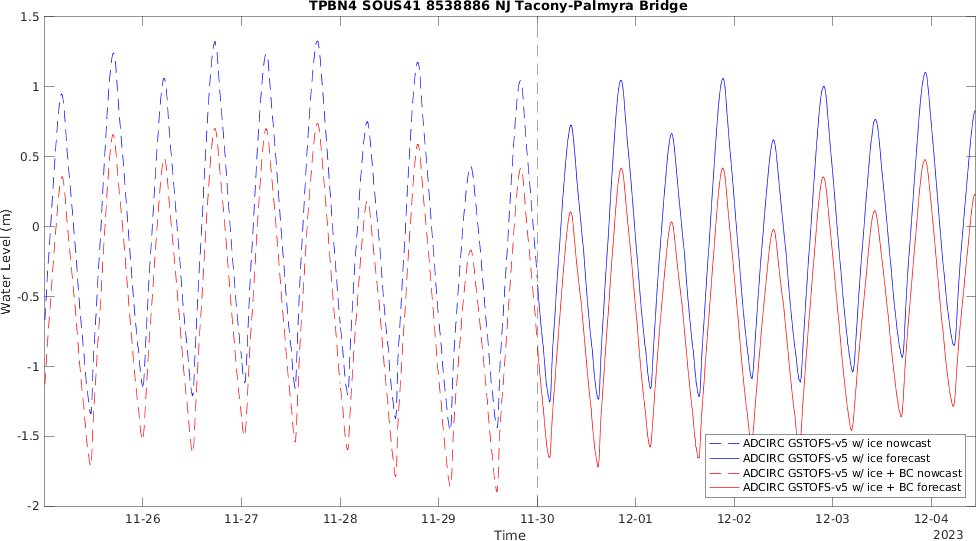 TPBN4 SOUS41 8538886 NJ Tacony-Palmyra Bridge
1.5
1
0.5
0
-0.5
-1
-1.5
-2
Water Level (m)
11-26 11-27 11-28 11-29 11-30 12-01 12-02 12-03 12-04
Time
2023
ADCIRC GSTOFS-v5 w/ ice nowcast
ADCIRC GSTOFS-v5 w/ ice forecast
ADCIRC GSTOFS-v5 w/ ice + BC nowcast
ADCIRC GSTOFS-v5 w/ ice + BC forecast